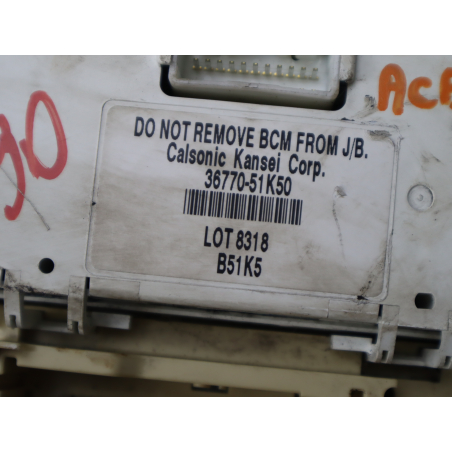 DO NOT REMOVE BCM FROM J/B.
Calsonic Kansei Corp.
36770-51K50
LOT 8318
B51K5